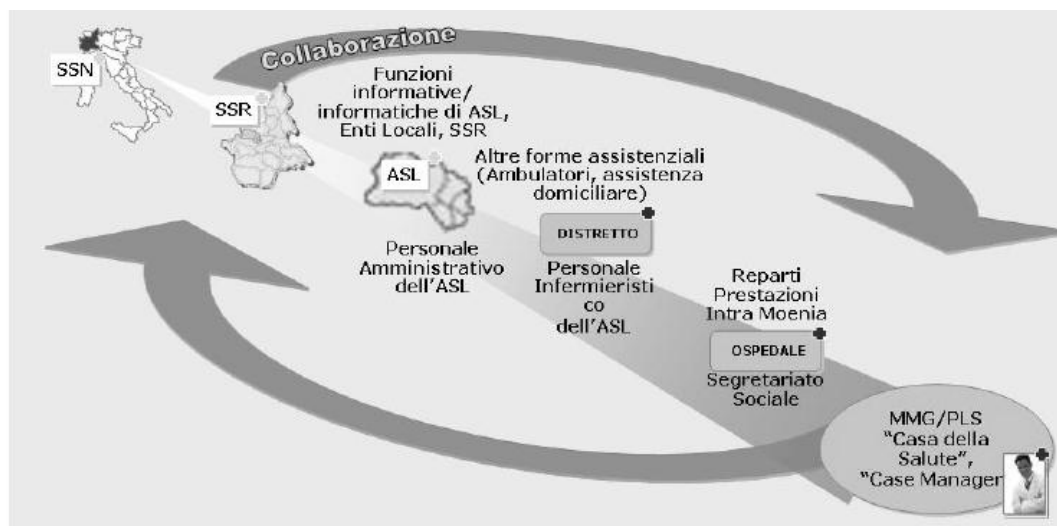 Collaborazione
SSN
SSR
Funzioni
informative/
informatiche di ASL,
Enti Locali, SSR
ASL
Altre forme assistenziali
(Ambulatori, assistenza
domiciliare)
DISTRETTO
Personale
Amministrativo
dell'ASL
Personale
Infermieristi
co
dell'ASL
Reparti
Prestazioni
Intra Moenia
OSPEDALE
Segretariato
Sociale
MMG/PLS
"Casa della
Salute",
"Case Manager